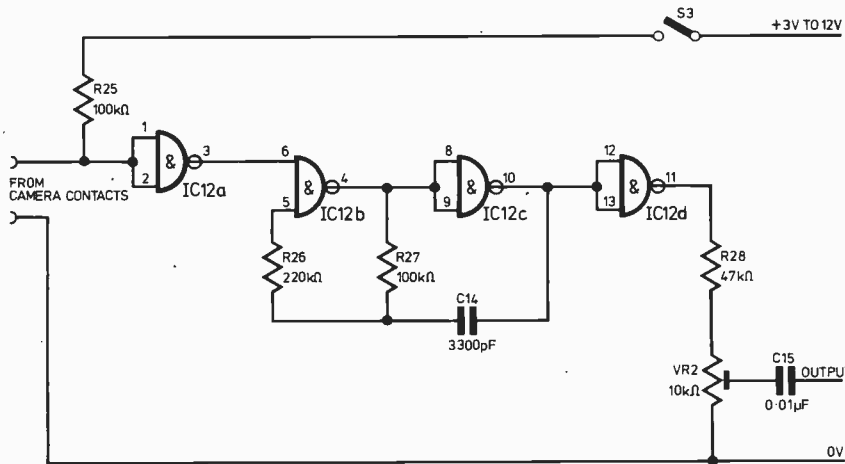 S3
+3V TO 12V
R25
100kΩ
1
2
&
3
IC12a
FROM
CAMERA CONTACTS
6
5
&
4
IC12b
8
9
&
10
IC12c
12
13
&
11
IC12d
R26
220kΩ
R27
100kΩ
C14
3300pF
R28
47kΩ
VR2
10kΩ
C15
0·01µF
OUTPUT
0V